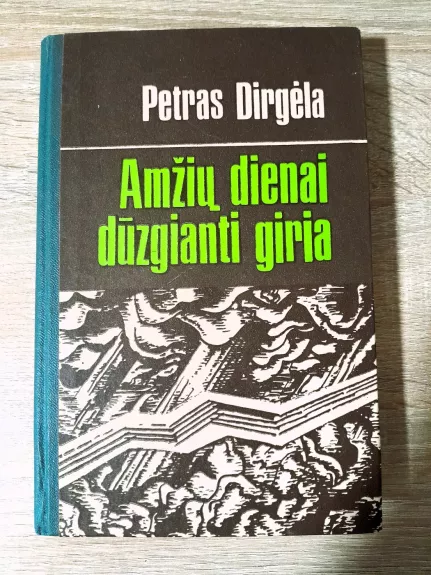 Petras Dirgėla
Amžių dienai
dūzgianti giria